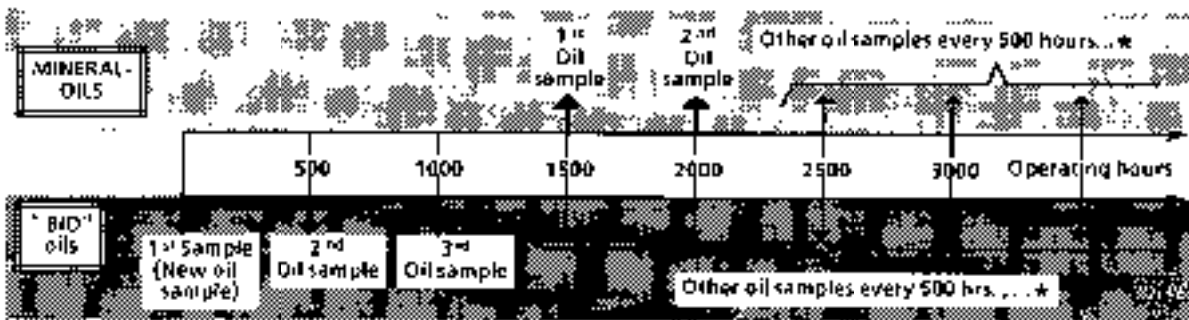 1st
Oil
sample
2nd
Oil
sample
Other oil samples every 500 hours...★
MINERAL-
OILS
500 1000 1500 2000 2500 3000 Operating hours
"BIO"
oils
1st Sample
(New oil
sample)
2nd
Oil sample
3rd
Oil sample
Other oil samples every 500 hrs. ... ★